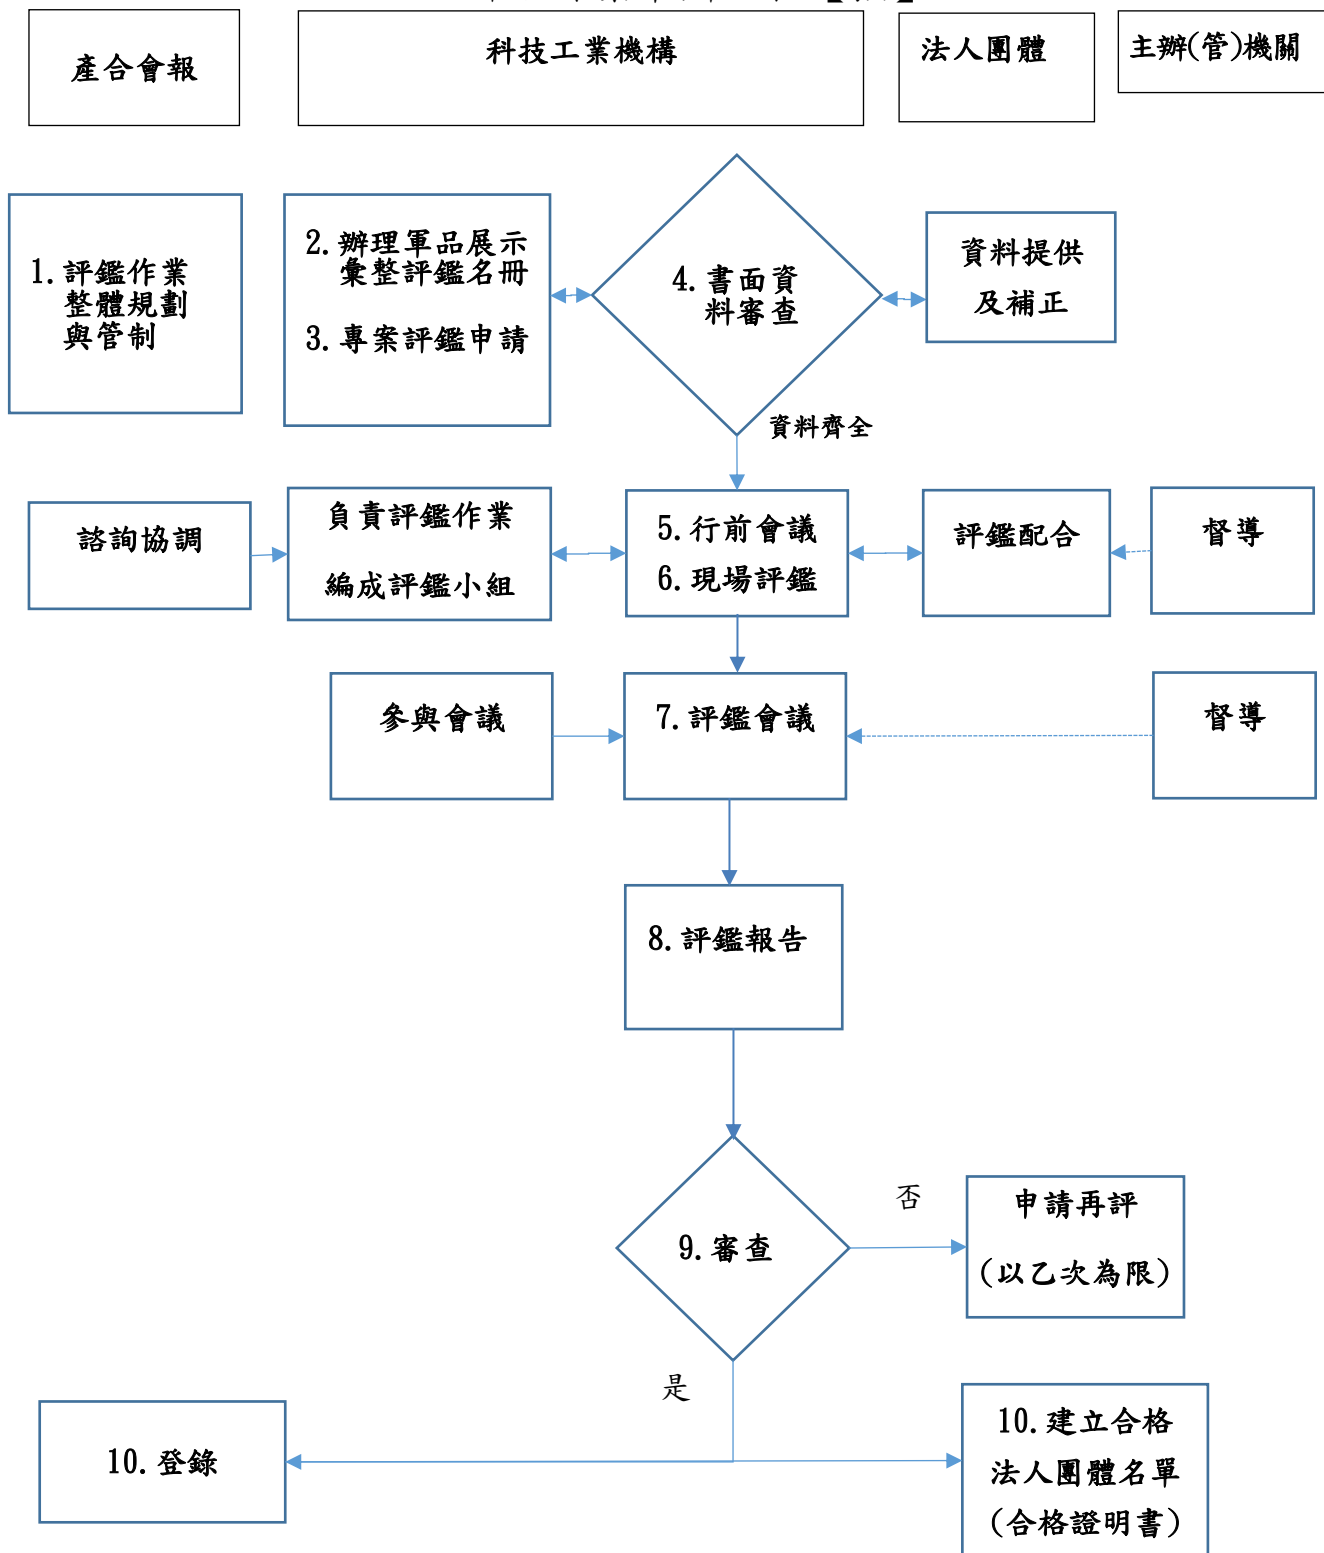 產合會報
科技工業機構
法人團體
主辦(管)機關
1.評鑑作業
整體規劃
與管制
2.辦理軍品展示
彙整評鑑名冊
3.專案評鑑申請
4.書面資
料審查
資料提供
及補正
資料齊全
諮詢協調
負責評鑑作業
編成評鑑小組
5.行前會議
6.現場評鑑
評鑑配合
督導
參與會議
7.評鑑會議
督導
8.評鑑報告
9.審查
否
申請再評
(以乙次為限)
是
10.登錄
10.建立合格
法人團體名單
(合格證明書)